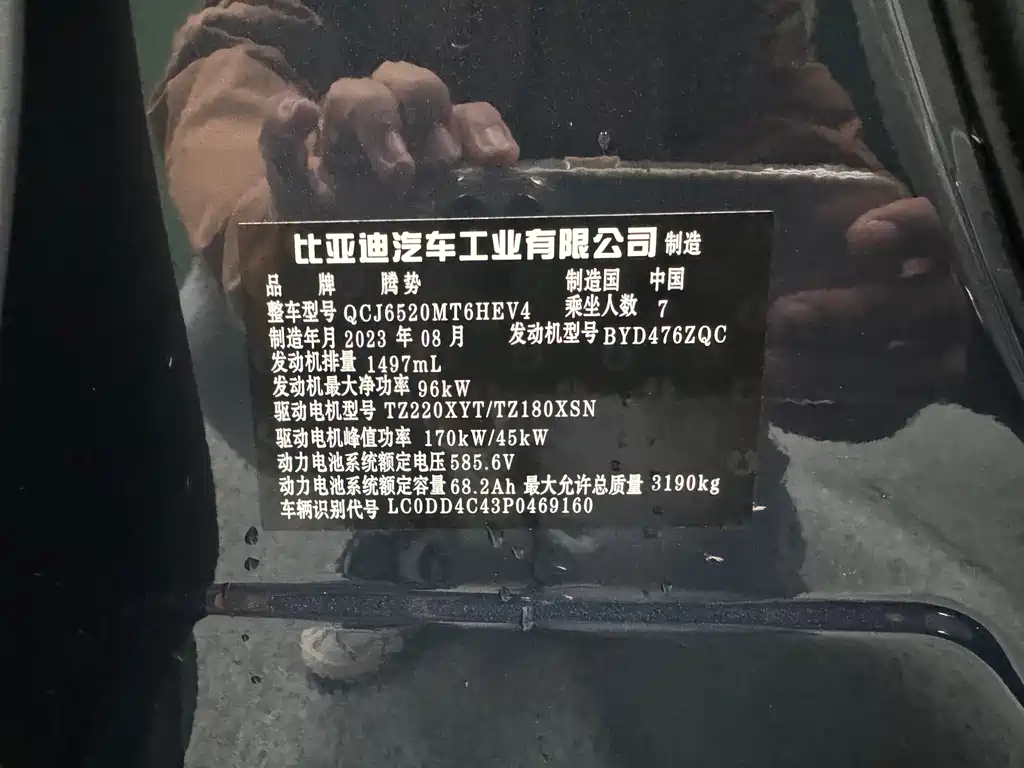 比亚迪汽车工业有限公司 制造
品 牌 腾势 制造国 中国
整车型号 QCJ6520MT6HEV4 乘坐人数 7
制造年月 2023 年 08 月 发动机型号 BYD476ZQC
发动机排量 1497mL
发动机最大净功率 96kW
驱动电机型号 TZ220XYT/TZ180XSN
驱动电机峰值功率 170kW/45kW
动力电池系统额定电压 585.6V
动力电池系统额定容量 68.2Ah 最大允许总质量 3190kg
车辆识别代号 LC0DD4C43P0469160